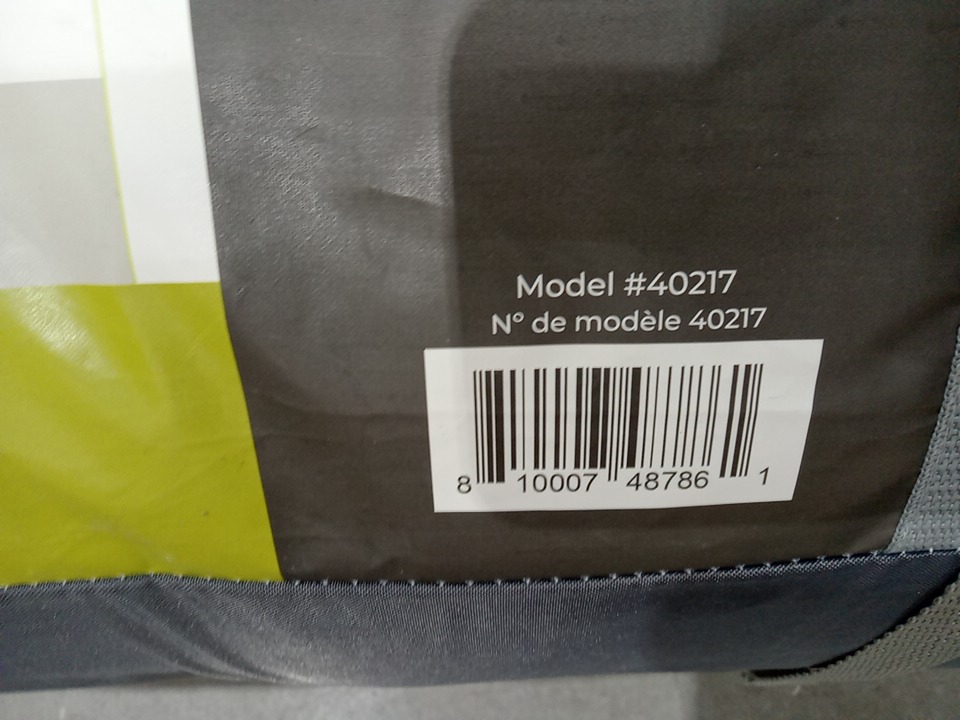 Model #40217
N° de modèle 40217
8 10007 48786 1